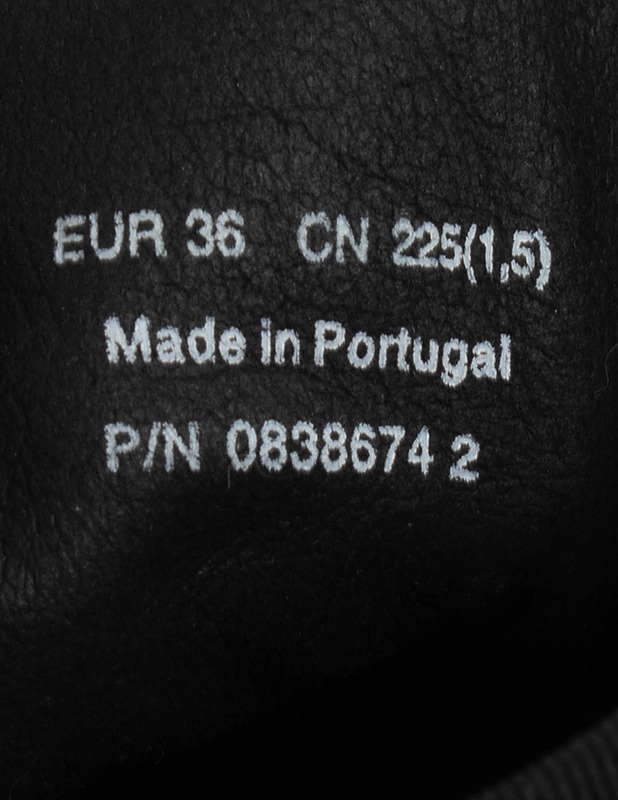 EUR 36 CN 225(1,5)
Made in Portugal
P/N 0838674 2